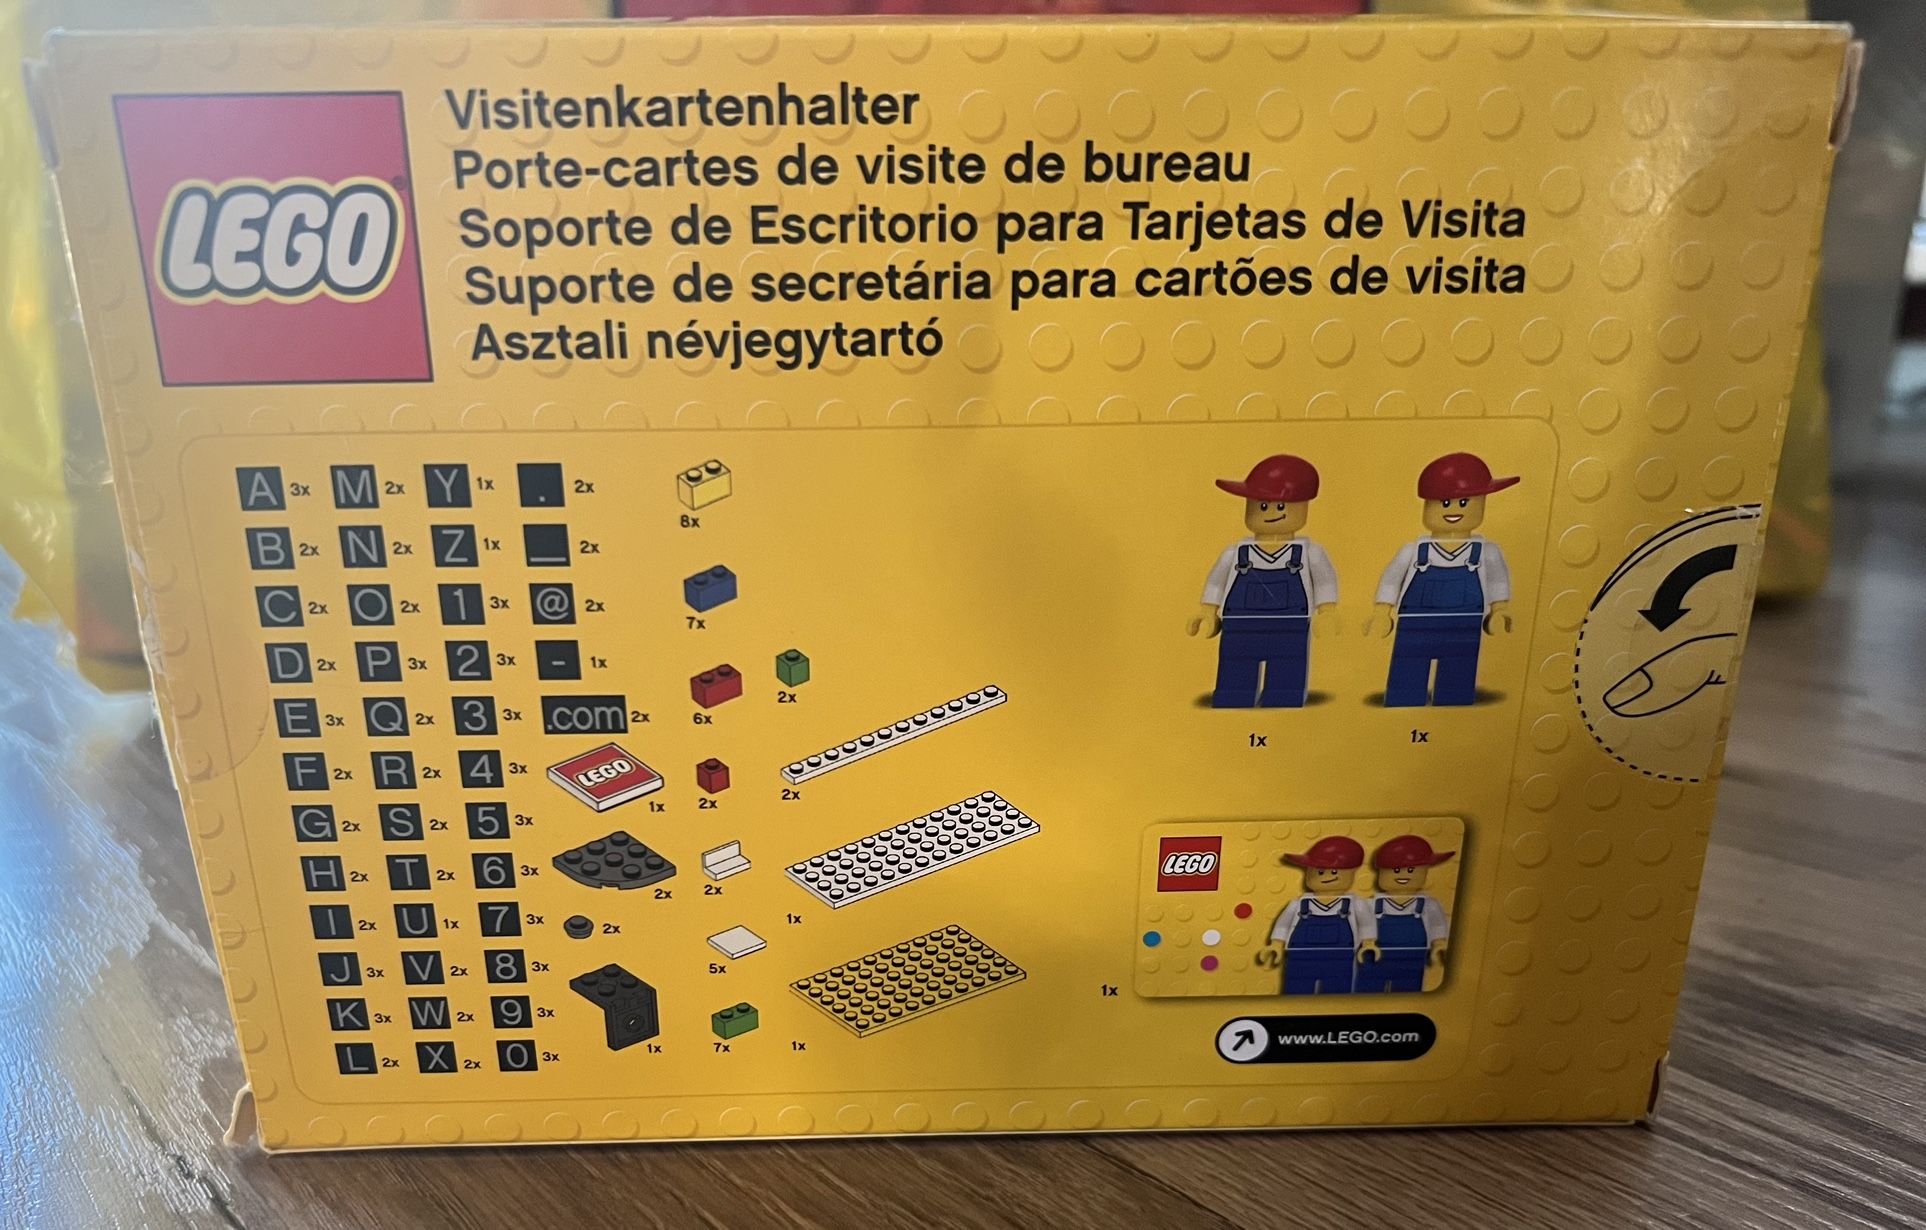 LEGO
Visitenkartenhalter
Porte-cartes de visite de bureau
Soporte de Escritorio para Tarjetas de Visita
Suporte de secretária para cartões de visita
Asztali névjegytartó
A 3x M 2x Y 1x . 2x
B 2x N 2x Z 1x _ 2x
C 2x O 2x 1 3x @ 2x
D 2x P 3x 2 3x - 1x
E 3x Q 2x 3 3x .com 2x
F 2x R 2x 4 3x LEGO 1x
G 2x S 2x 5 3x
H 2x T 2x 6 3x 2x
I 2x U 1x 7 3x 2x
J 3x V 2x 8 3x
K 3x W 2x 9 3x 1x
L 2x X 2x 0 3x
8x
7x
6x 2x
2x 2x
2x 1x
5x
7x 1x
1x 1x
LEGO
1x
www.LEGO.com